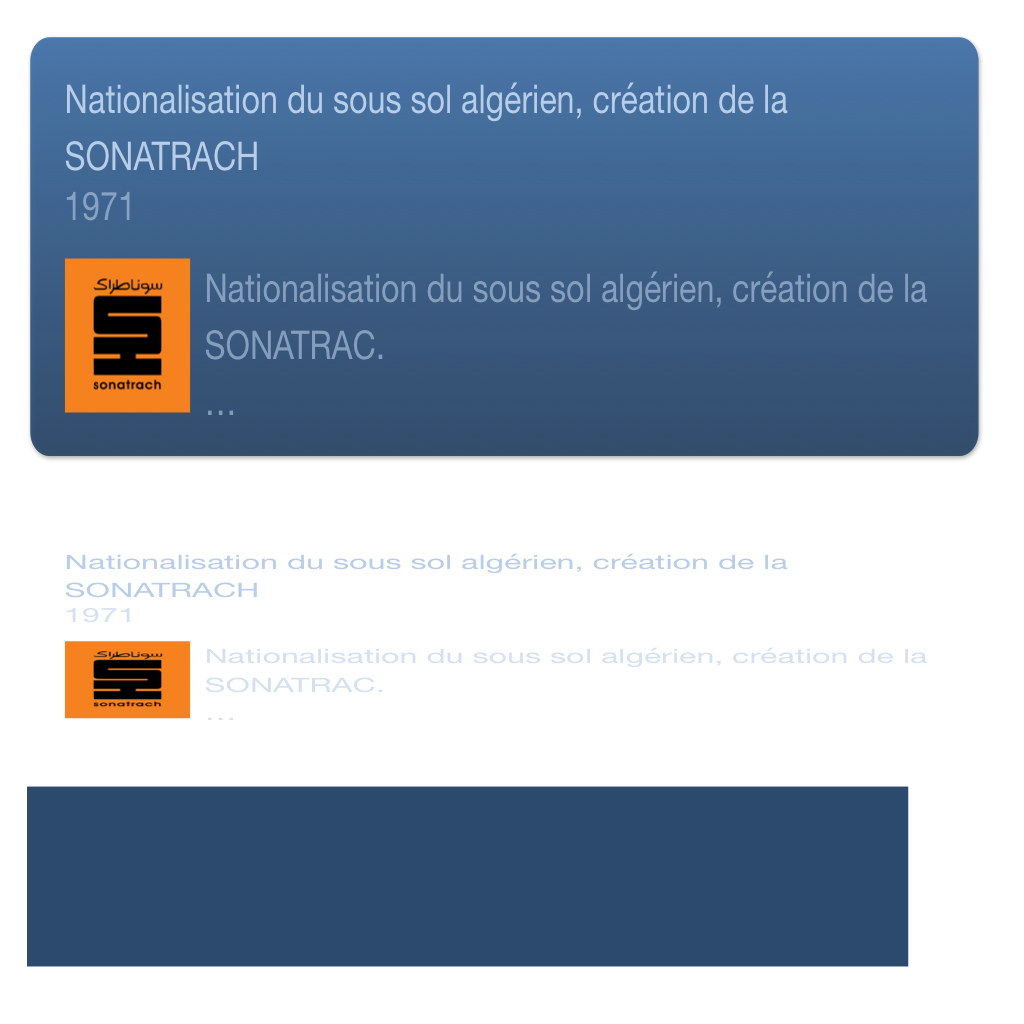 Nationalisation du sous sol algérien, création de la
SONATRACH
1971
سوناطراك
sonatrach
Nationalisation du sous sol algérien, création de la
SONATRAC.
...
Nationalisation du sous sol algérien, création de la
SONATRACH
1971
سوناطراك
sonatrach
Nationalisation du sous sol algérien, création de la
SONATRAC.
...